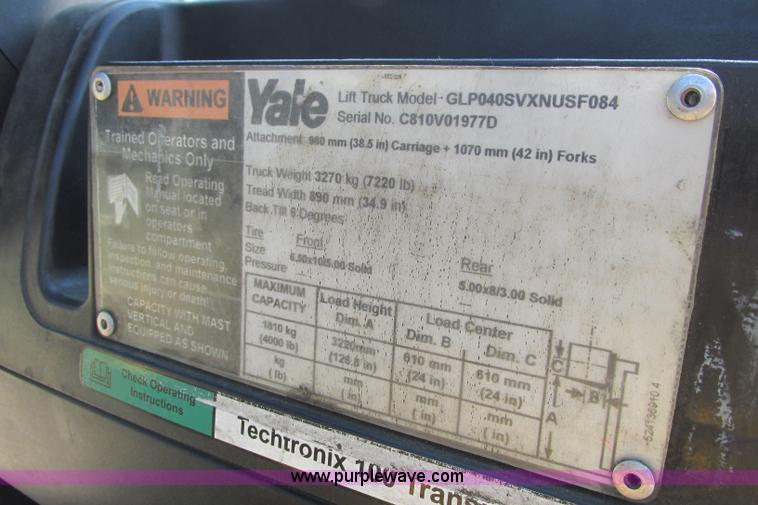 WARNING
Trained Operators and
Mechanics Only
Read Operating
Manual located
on seat or in
operators
compartment
Failure to follow operating,
inspection and maintenance
instructions can cause
serious injury or death!
CAPACITY WITH MAST
VERTICAL AND
EQUIPPED AS SHOWN
Yale
Lift Truck Model - GLP040SVXNUSF084
Serial No. C810V01977D
Attachment: 980 mm (38.5 in) Carriage + 1070 mm (42 in) Forks
Truck Weight 3270 kg (7220 lb)
Tread Width 890 mm (34.9 in)
Back Tilt 6 Degrees
Tire Front Rear
Size 6.50x10/5.00 Solid 5.00x8/3.00 Solid
Pressure — —
MAXIMUM CAPACITY Load Height Dim. A Load Center Dim. B Dim. C
1810 kg 3220mm 610 mm 610 mm
(4000 lb) (126.8") (24 in) (24 in)
kg mm mm mm
(lb) (in) (in) (in)
C
B
A
524136910 4
Check Operating
Instructions
Techtronix 100 Trans
www.purplewave.com